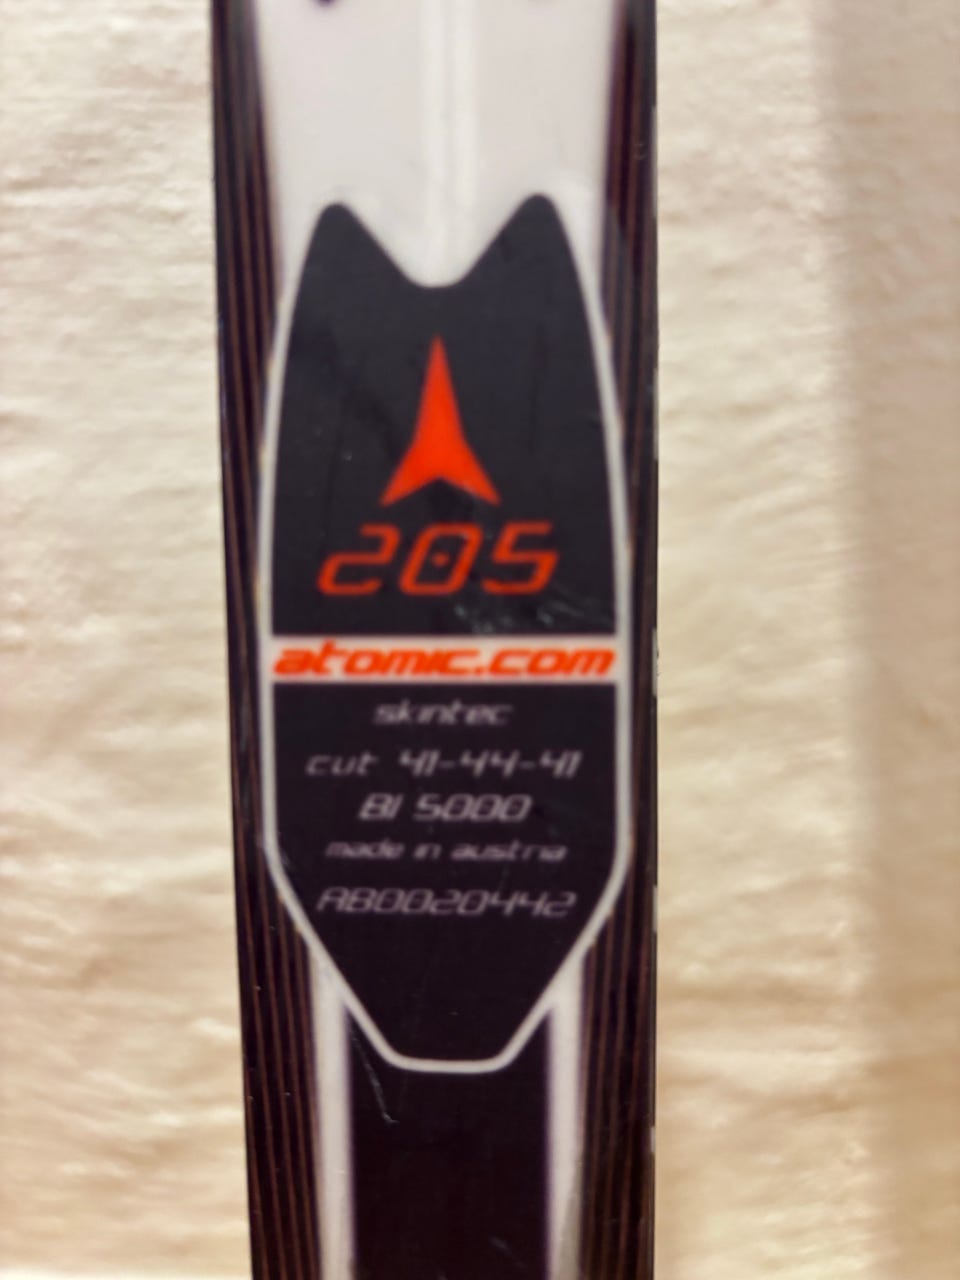 205
atomic.com
skintec
cut 41-44-41
BI 5000
made in austria
AB0020442